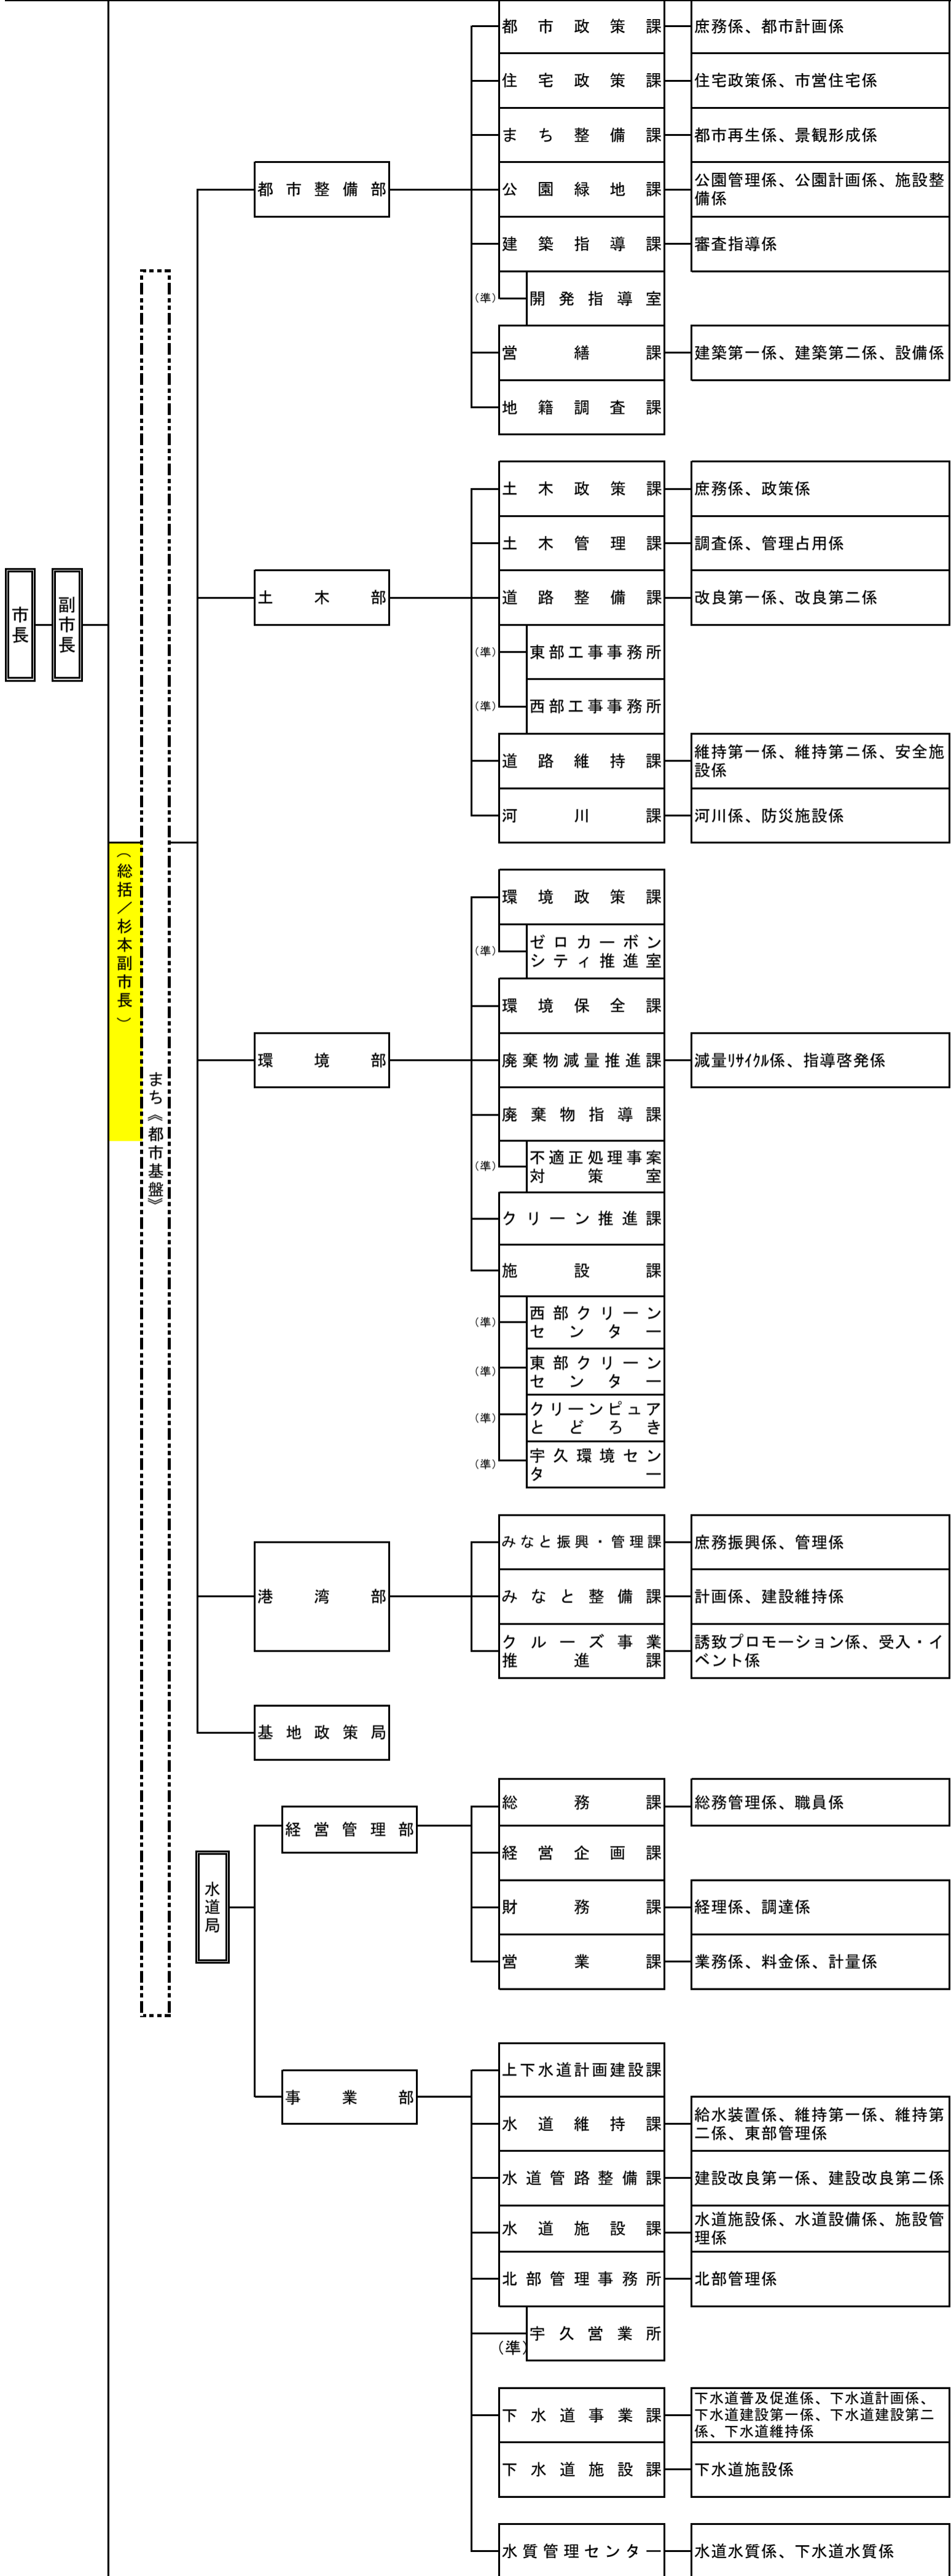 市長
副市長
（総括／杉本副市長）
まち《都市基盤》
都市整備部
都市政策課
庶務係、都市計画係
住宅政策課
住宅政策係、市営住宅係
まち整備課
都市再生係、景観形成係
公園緑地課
公園管理係、公園計画係、施設整
備係
建築指導課
審査指導係
（準）
開発指導室
営繕課
建築第一係、建築第二係、設備係
地籍調査課
土木部
土木政策課
庶務係、政策係
土木管理課
調査係、管理占用係
道路整備課
改良第一係、改良第二係
（準）
東部工事事務所
（準）
西部工事事務所
道路維持課
維持第一係、維持第二係、安全施
設係
河川課
河川係、防災施設係
環境部
環境政策課
（準）
ゼロカーボン
シティ推進室
環境保全課
廃棄物減量推進課
減量ﾘｻｲｸﾙ係、指導啓発係
廃棄物指導課
（準）
不適正処理事案
対策室
クリーン推進課
施設課
（準）
西部クリーン
センター
（準）
東部クリーン
センター
（準）
クリーンピュア
とどろき
（準）
宇久環境セン
ター
港湾部
みなと振興・管理課
庶務振興係、管理係
みなと整備課
計画係、建設維持係
クルーズ事業
推進課
誘致プロモーション係、受入・イ
ベント係
基地政策局
水道局
経営管理部
総務課
総務管理係、職員係
経営企画課
財務課
経理係、調達係
営業課
業務係、料金係、計量係
事業部
上下水道計画建設課
水道維持課
給水装置係、維持第一係、維持第
二係、東部管理係
水道管路整備課
建設改良第一係、建設改良第二係
水道施設課
水道施設係、水道設備係、施設管
理係
北部管理事務所
北部管理係
（準）
宇久営業所
下水道事業課
下水道普及促進係、下水道計画係、
下水道建設第一係、下水道建設第二
係、下水道維持係
下水道施設課
下水道施設係
水質管理センター
水道水質係、下水道水質係